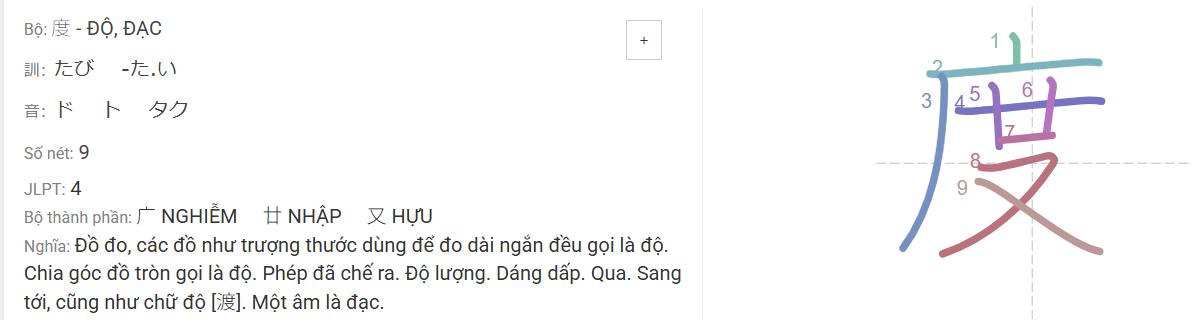 Bộ: 度 - ĐỘ, ĐẠC
+
訓: たび -た.い
音: ド ト タク
Số nét: 9
JLPT: 4
Bộ thành phần: 广 NGHIỄM 廿 NHẬP 又 HỰU
Nghĩa: Đồ đo, các đồ như trượng thước dùng để đo dài ngắn đều gọi là độ.
Chia góc đồ tròn gọi là độ. Phép đã chế ra. Độ lượng. Dáng dấp. Qua. Sang
tới, cũng như chữ độ [渡]. Một âm là đạc.
度
1
2
3
4
5
6
7
8
9